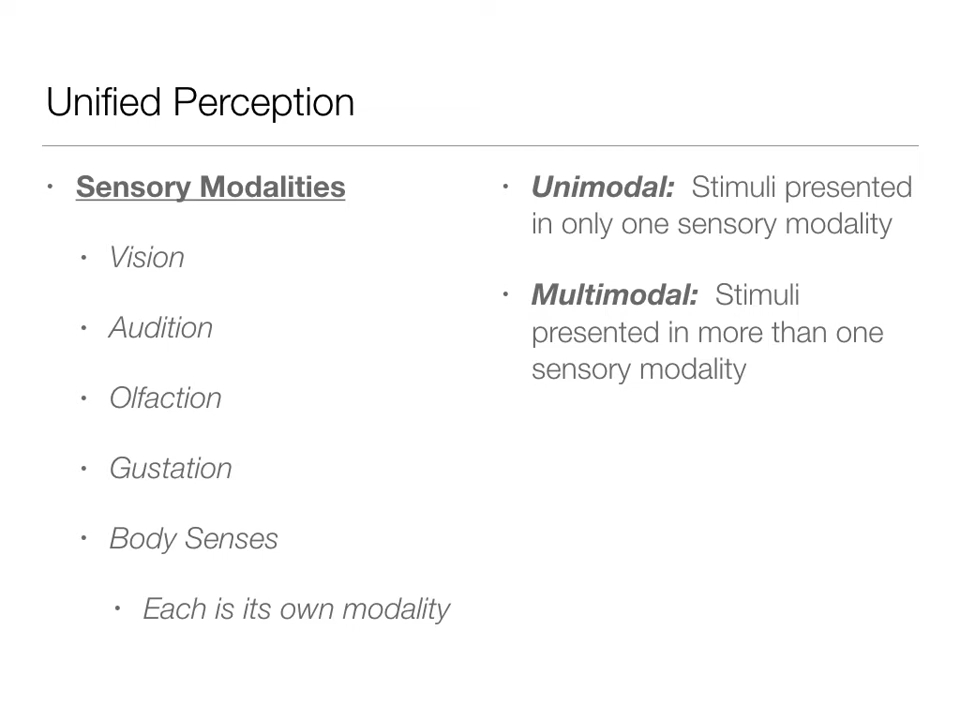 Unified Perception
• Sensory Modalities
• Vision
• Audition
• Olfaction
• Gustation
• Body Senses
• Each is its own modality
• Unimodal: Stimuli presented
in only one sensory modality
• Multimodal: Stimuli
presented in more than one
sensory modality